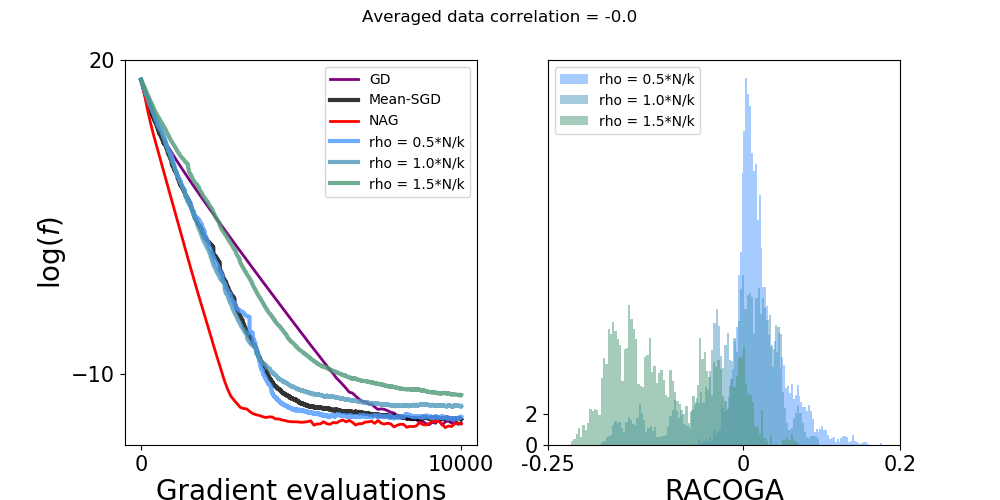 Averaged data correlation = -0.0
20
−10
log(f)
0
10000
Gradient evaluations
GD
Mean-SGD
NAG
rho = 0.5*N/k
rho = 1.0*N/k
rho = 1.5*N/k
rho = 0.5*N/k
rho = 1.0*N/k
rho = 1.5*N/k
2
0
-0.25
0
0.2
RACOGA